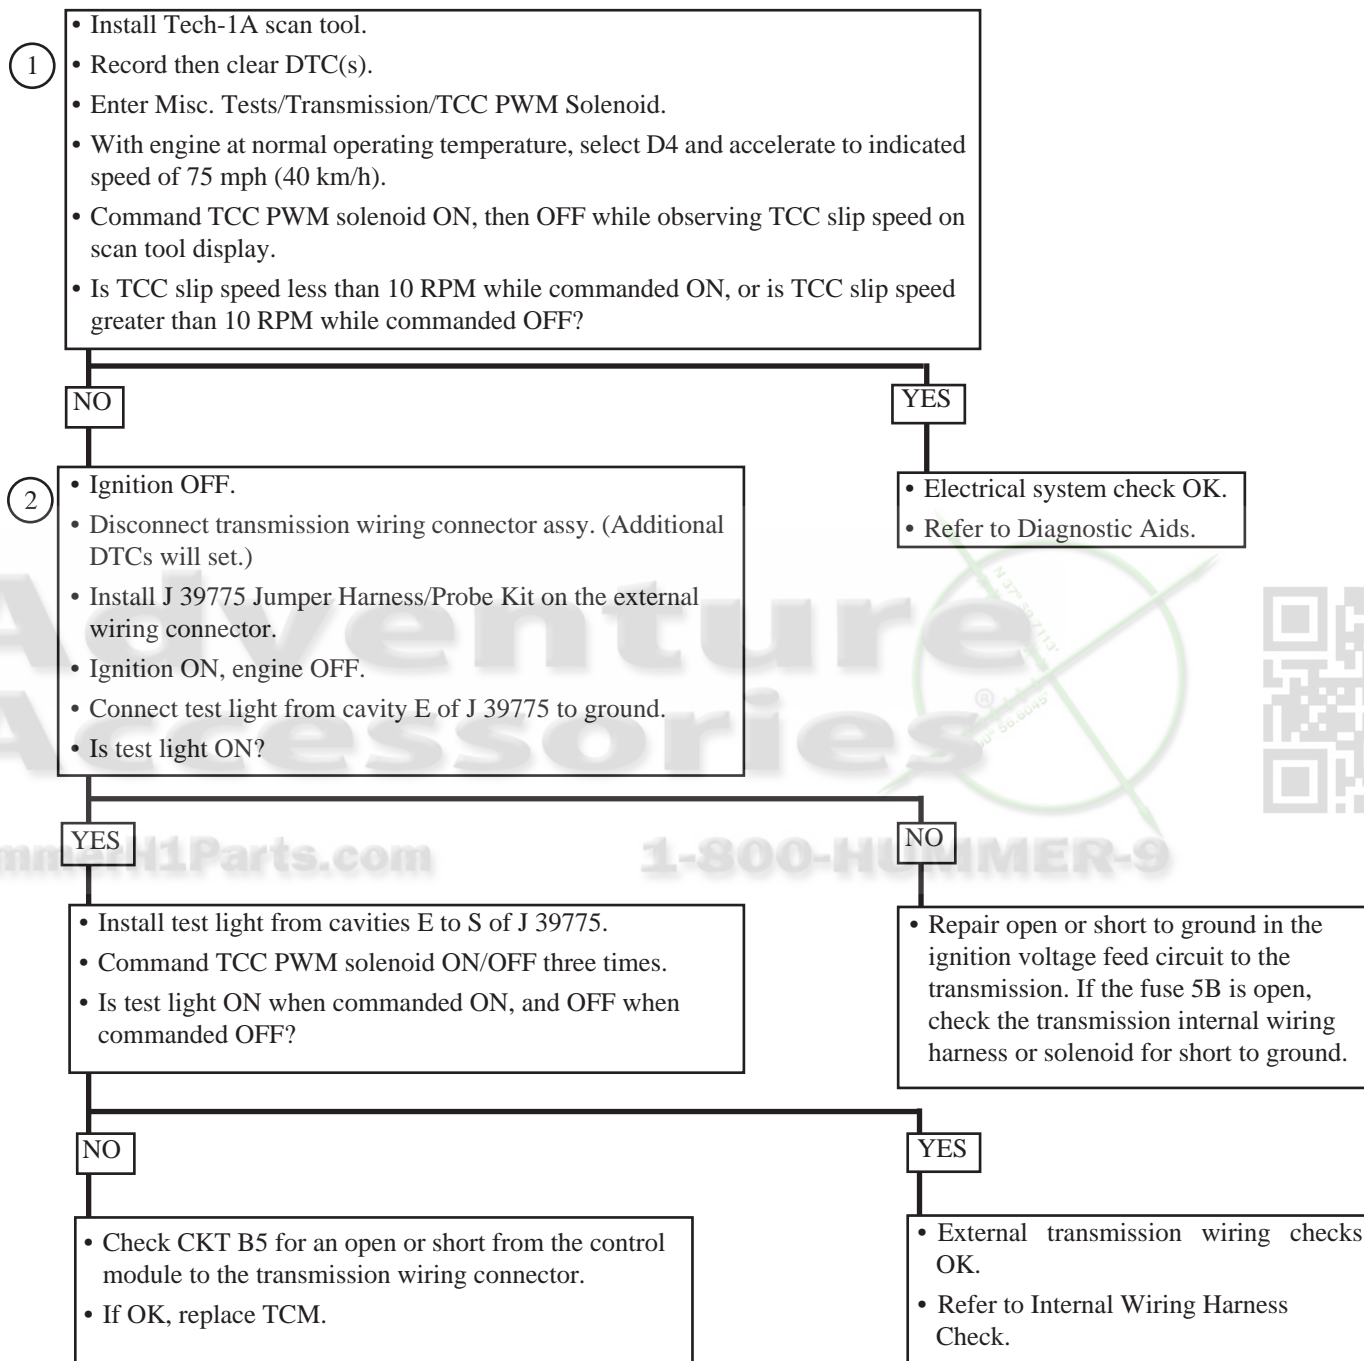 • Install Tech-1A scan tool.
1
• Record then clear DTC(s).
• Enter Misc. Tests/Transmission/TCC PWM Solenoid.
• With engine at normal operating temperature, select D4 and accelerate to indicated
speed of 75 mph (40 km/h).
• Command TCC PWM solenoid ON, then OFF while observing TCC slip speed on
scan tool display.
• Is TCC slip speed less than 10 RPM while commanded ON, or is TCC slip speed
greater than 10 RPM while commanded OFF?
NO
YES
2
• Ignition OFF.
• Disconnect transmission wiring connector assy. (Additional
DTCs will set.)
• Install J 39775 Jumper Harness/Probe Kit on the external
wiring connector.
• Ignition ON, engine OFF.
• Connect test light from cavity E of J 39775 to ground.
• Is test light ON?
• Electrical system check OK.
• Refer to Diagnostic Aids.
Adventure
Accessories
®
N 37° 59.7113'
56.6045'
YES
NO
mmerH1Parts.com
1-800-HUMMER-9
• Install test light from cavities E to S of J 39775.
• Command TCC PWM solenoid ON/OFF three times.
• Is test light ON when commanded ON, and OFF when
commanded OFF?
• Repair open or short to ground in the
ignition voltage feed circuit to the
transmission. If the fuse 5B is open,
check the transmission internal wiring
harness or solenoid for short to ground.
NO
YES
• Check CKT B5 for an open or short from the control
module to the transmission wiring connector.
• If OK, replace TCM.
• External transmission wiring checks
OK.
• Refer to Internal Wiring Harness
Check.